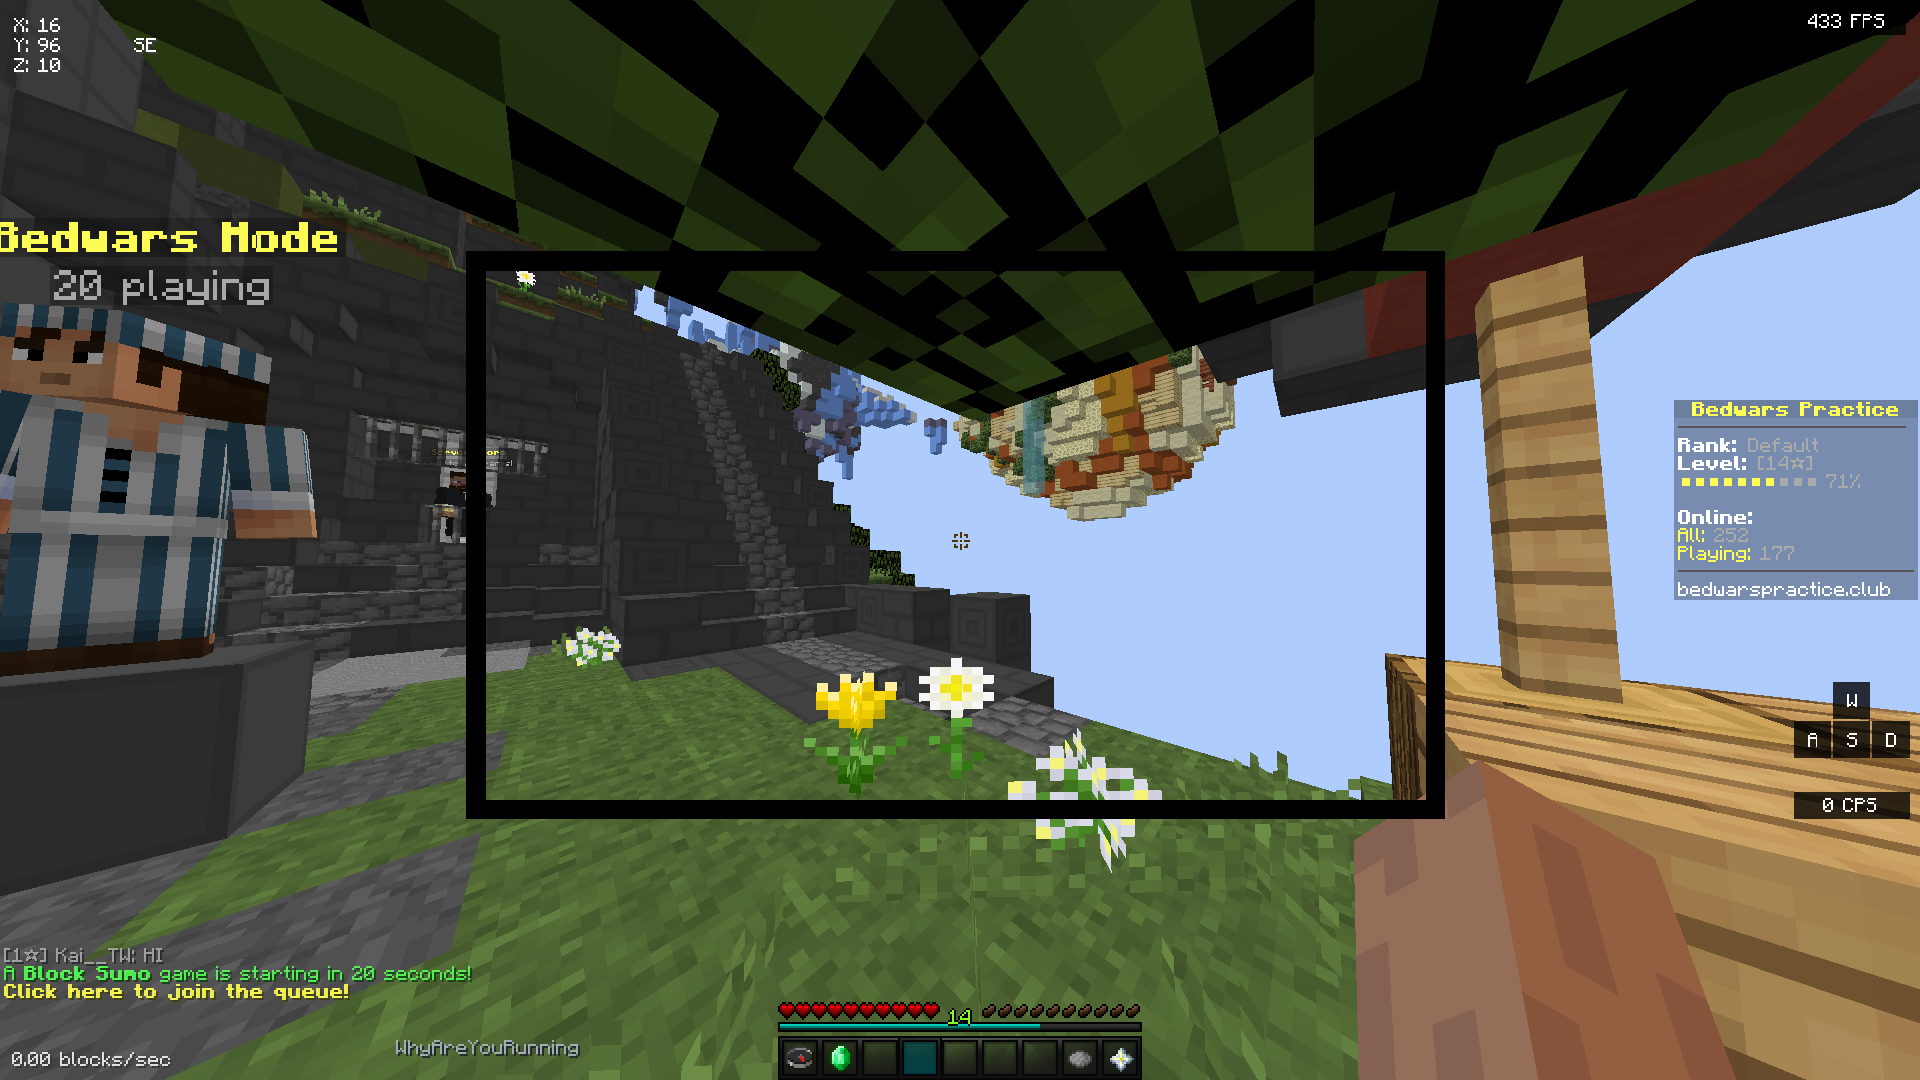 X: 16
Y: 96
Z: 10
SE
433 FPS
Bedwars Mode
20 playing
Bedwars Practice
Rank: Default
Level: [14☆]
71%
Online:
All: 252
Playing: 177
bedwarspractice.club
W
A S D
0 CPS
[1☆] Kai__TW: HI
A Block Sumo game is starting in 20 seconds!
Click here to join the queue!
14
WhyAreYouRunning
0.00 blocks/sec